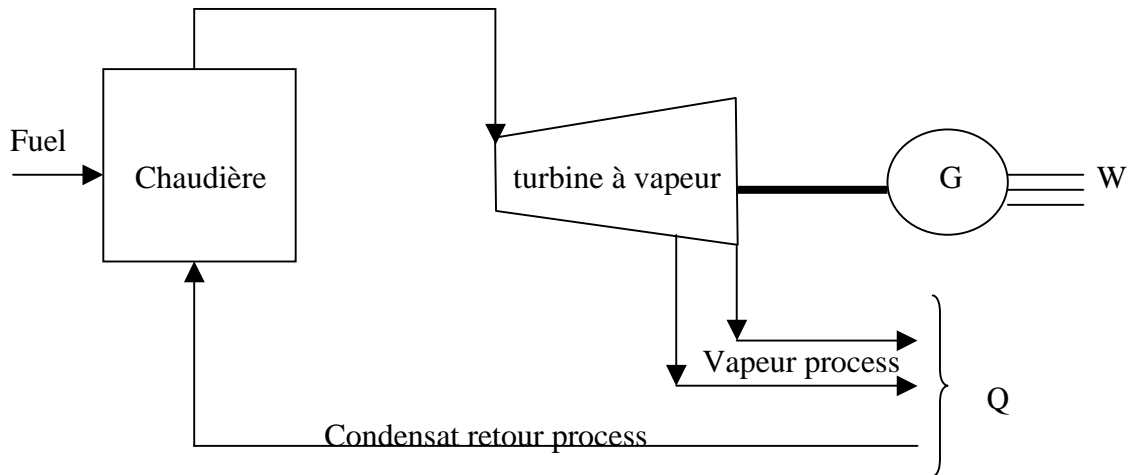 Fuel
Chaudière
turbine à vapeur
G
W
Vapeur process
Q
Condensat retour process